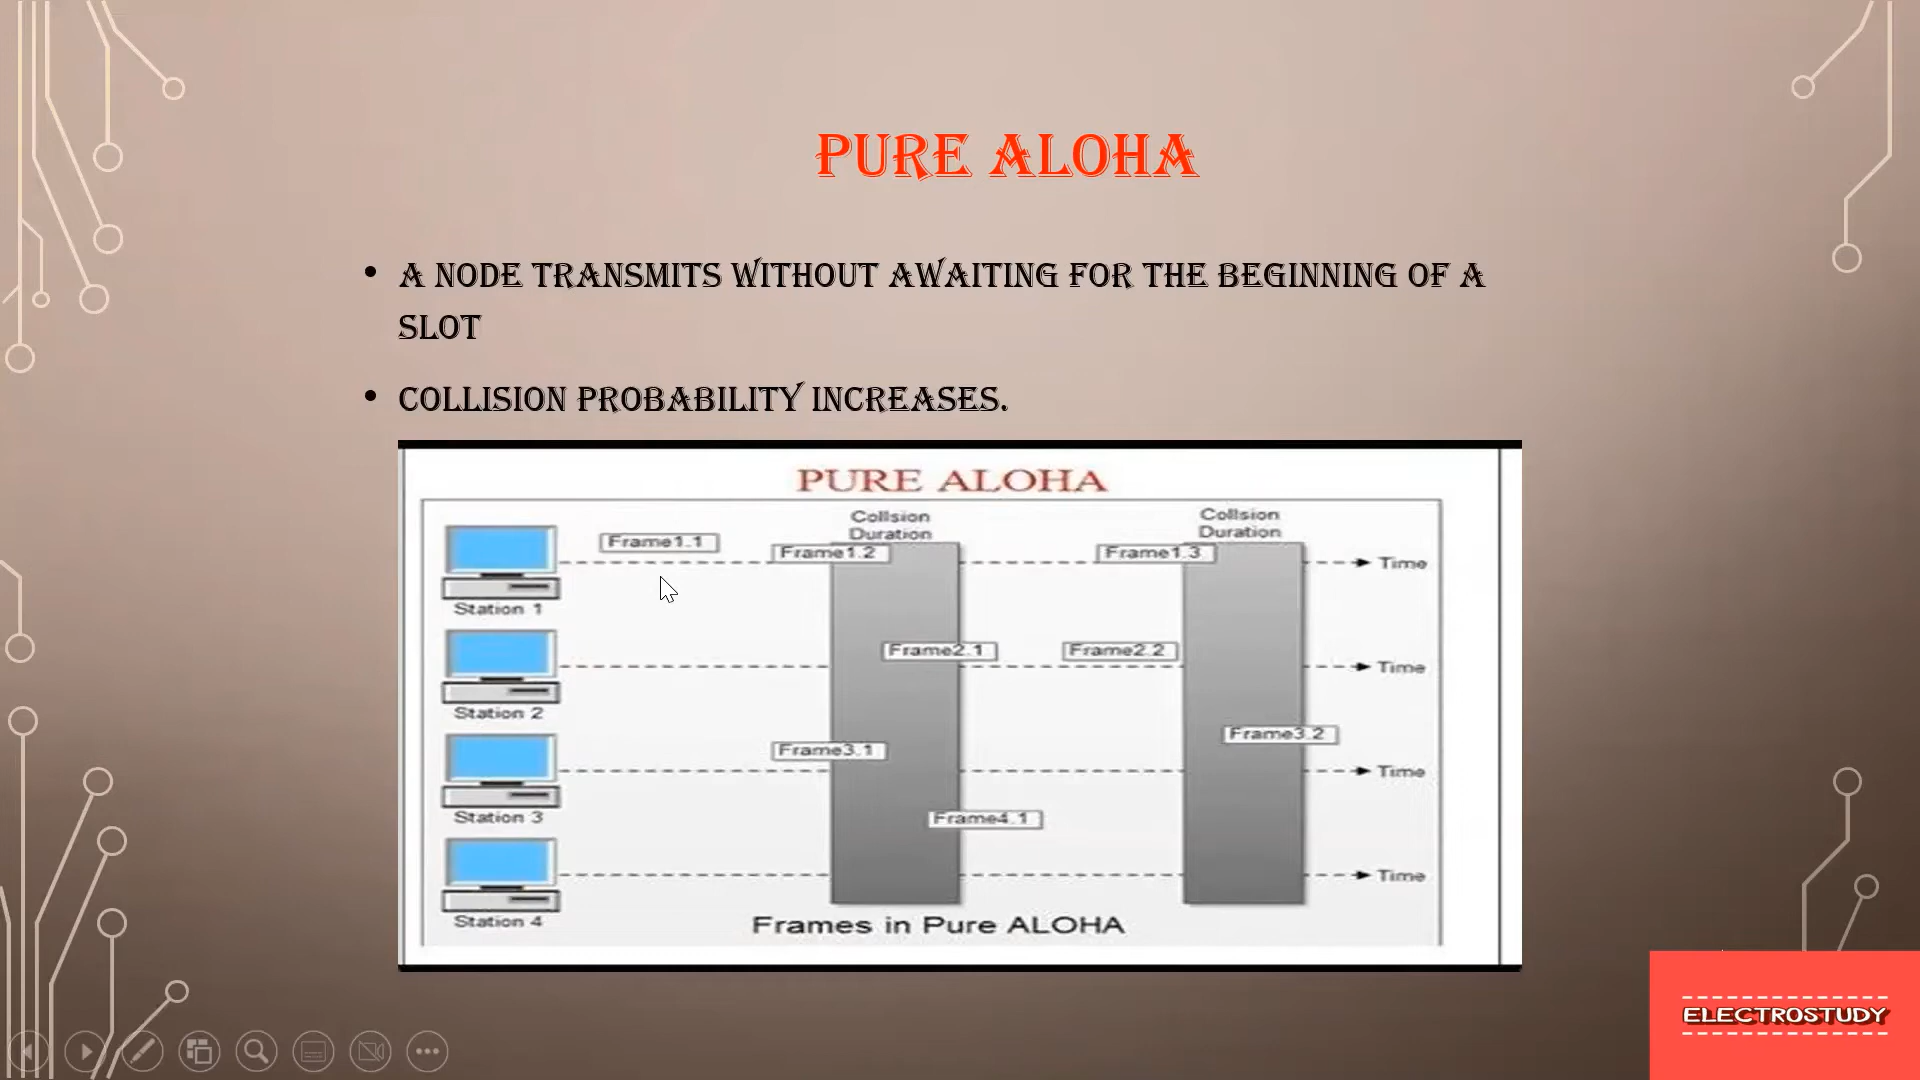 PURE ALOHA
• A NODE TRANSMITS WITHOUT AWAITING FOR THE BEGINNING OF A
SLOT
• COLLISION PROBABILITY INCREASES.
PURE ALOHA
Collsion
Duration
Collsion
Duration
Frame1.1
Frame1.2
Frame1.3
Time
Station 1
Frame2.1
Frame2.2
Time
Station 2
Frame3.1
Frame3.2
Time
Station 3
Frame4.1
Time
Station 4
Frames in Pure ALOHA
ELECTROSTUDY